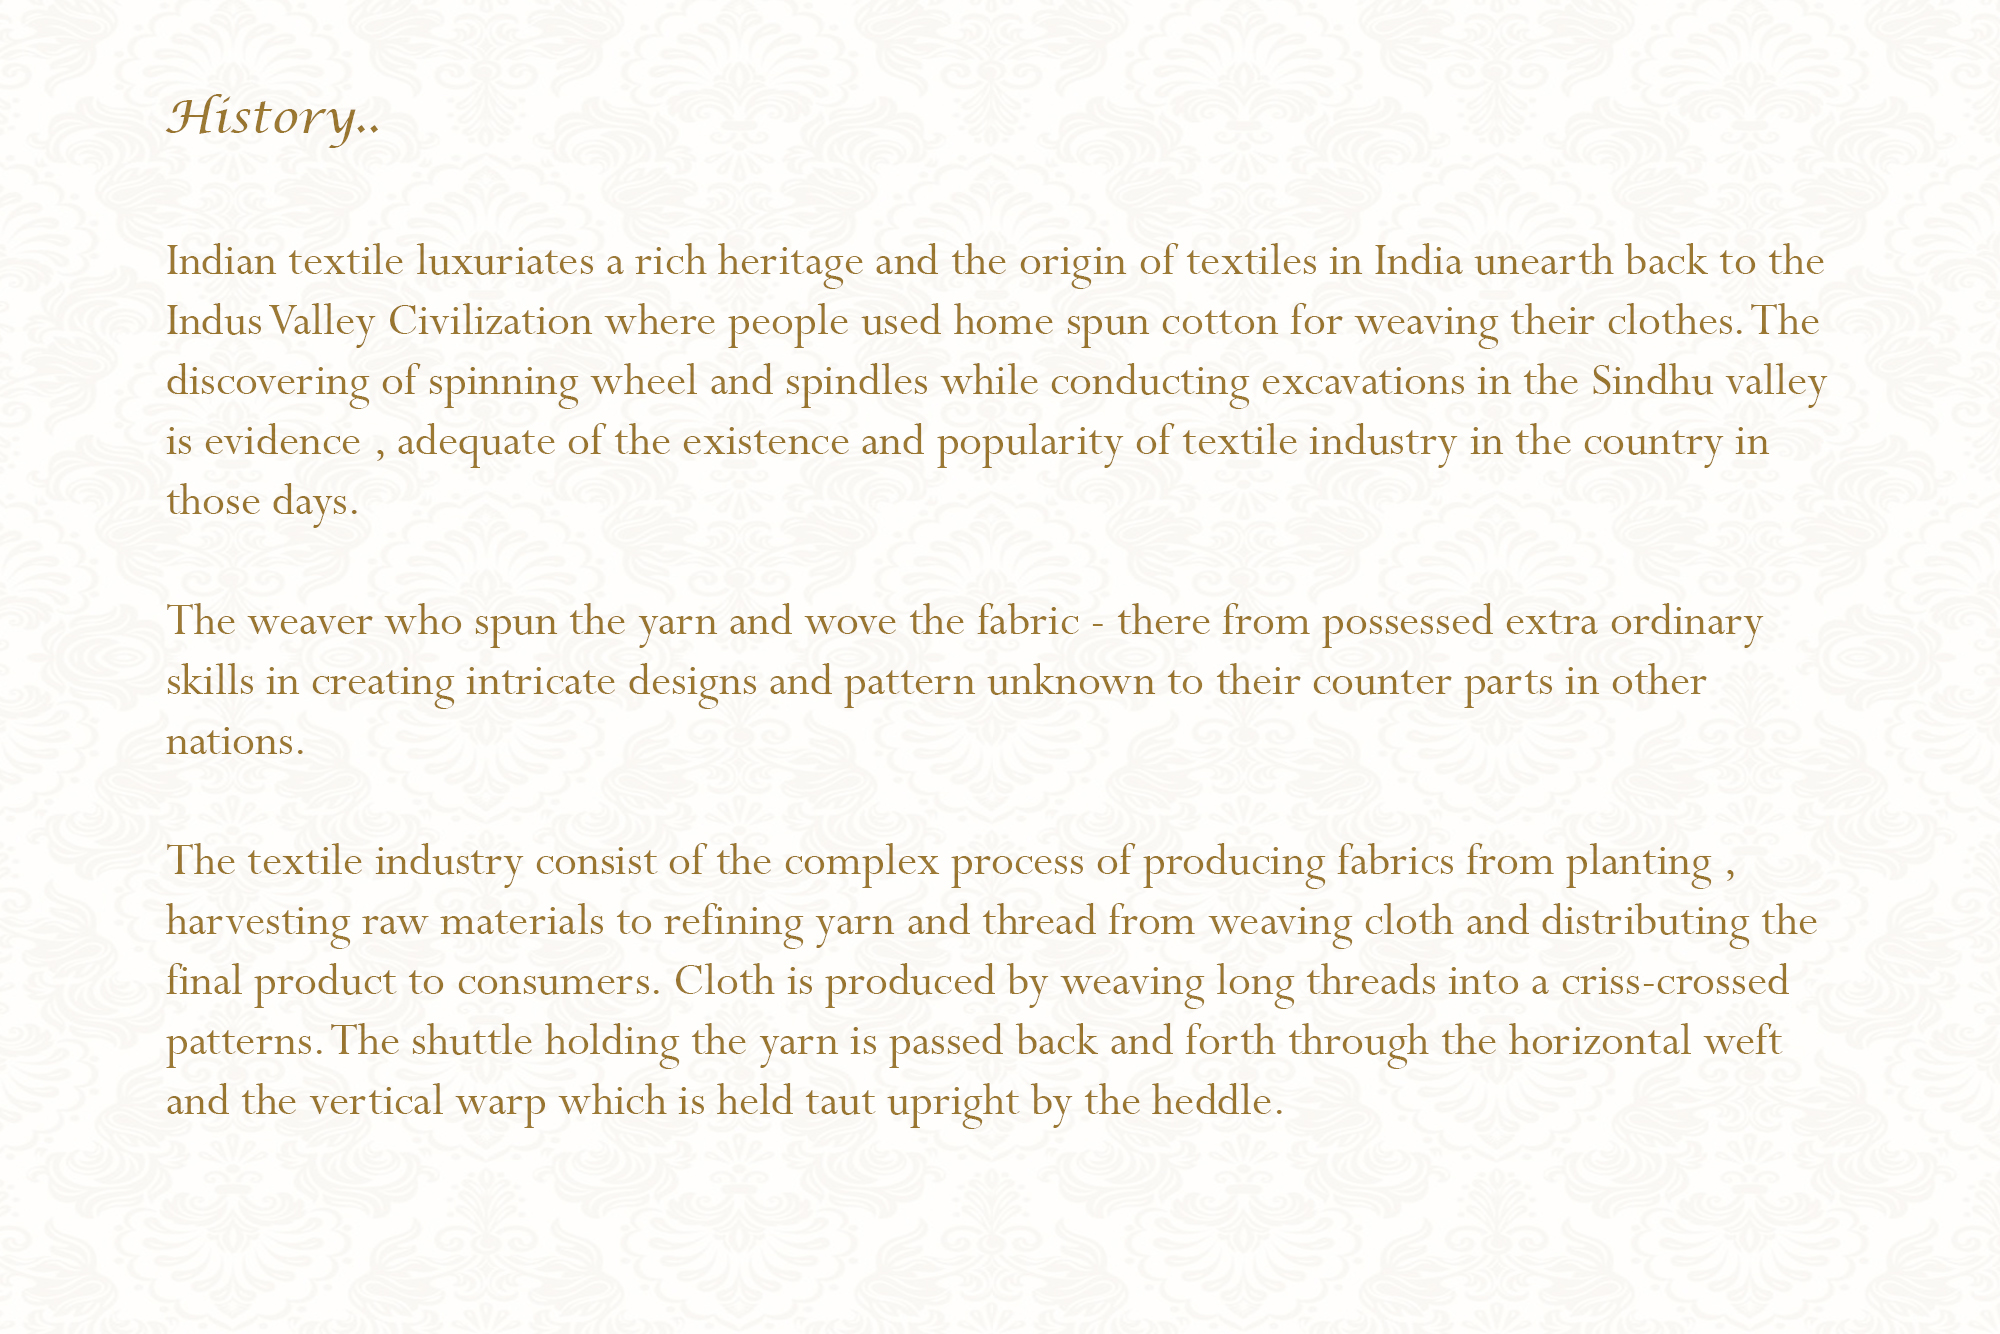 History..
Indian textile luxuriates a rich heritage and the origin of textiles in India unearth back to the
Indus Valley Civilization where people used home spun cotton for weaving their clothes. The
discovering of spinning wheel and spindles while conducting excavations in the Sindhu valley
is evidence , adequate of the existence and popularity of textile industry in the country in
those days.
The weaver who spun the yarn and wove the fabric - there from possessed extra ordinary
skills in creating intricate designs and pattern unknown to their counter parts in other
nations.
The textile industry consist of the complex process of producing fabrics from planting ,
harvesting raw materials to refining yarn and thread from weaving cloth and distributing the
final product to consumers. Cloth is produced by weaving long threads into a criss-crossed
patterns. The shuttle holding the yarn is passed back and forth through the horizontal weft
and the vertical warp which is held taut upright by the heddle.